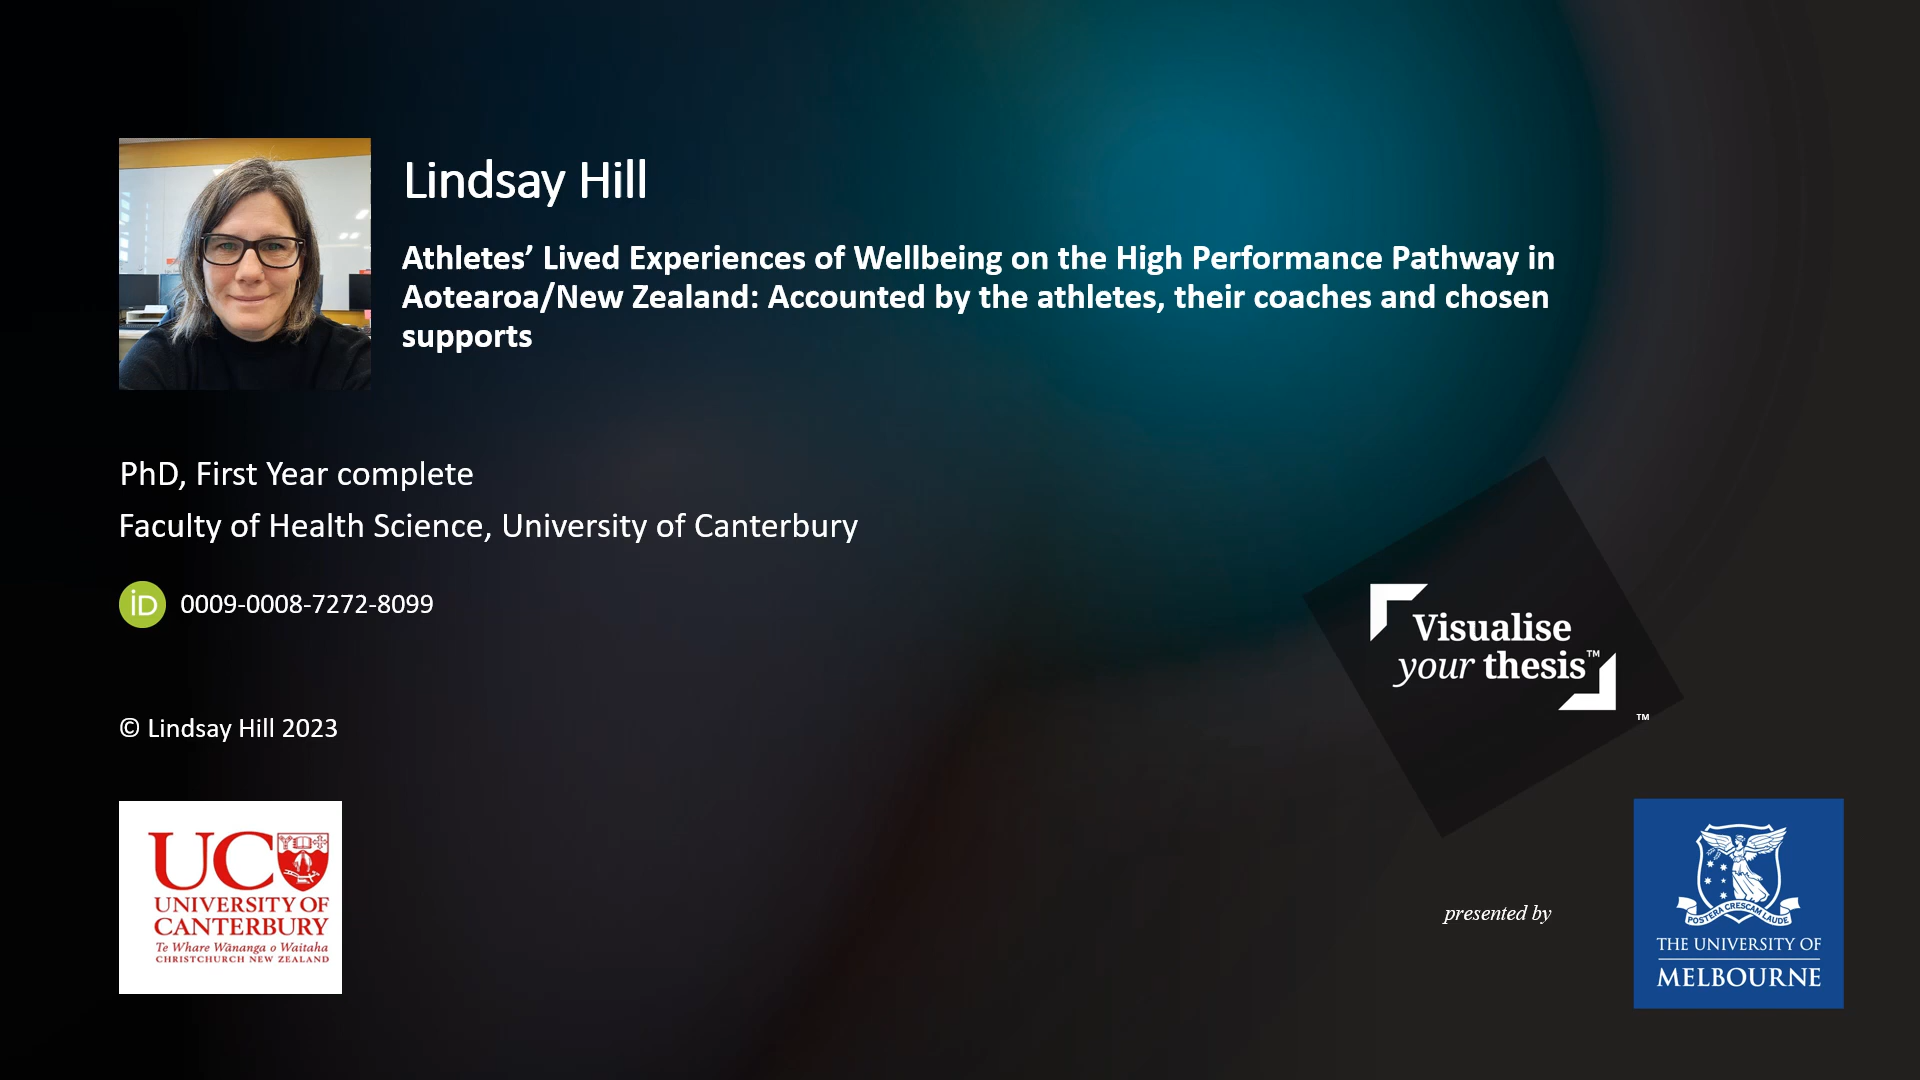 Lindsay Hill
Athletes’ Lived Experiences of Wellbeing on the High Performance Pathway in
Aotearoa/New Zealand: Accounted by the athletes, their coaches and chosen
supports
PhD, First Year complete
Faculty of Health Science, University of Canterbury
iD 0009-0008-7272-8099
Visualise
your thesis™
™
© Lindsay Hill 2023
UC
UNIVERSITY OF
CANTERBURY
Te Whare Wānanga o Waitaha
CHRISTCHURCH NEW ZEALAND
presented by
POSTERA CRESCAM LAUDE
THE UNIVERSITY OF
MELBOURNE